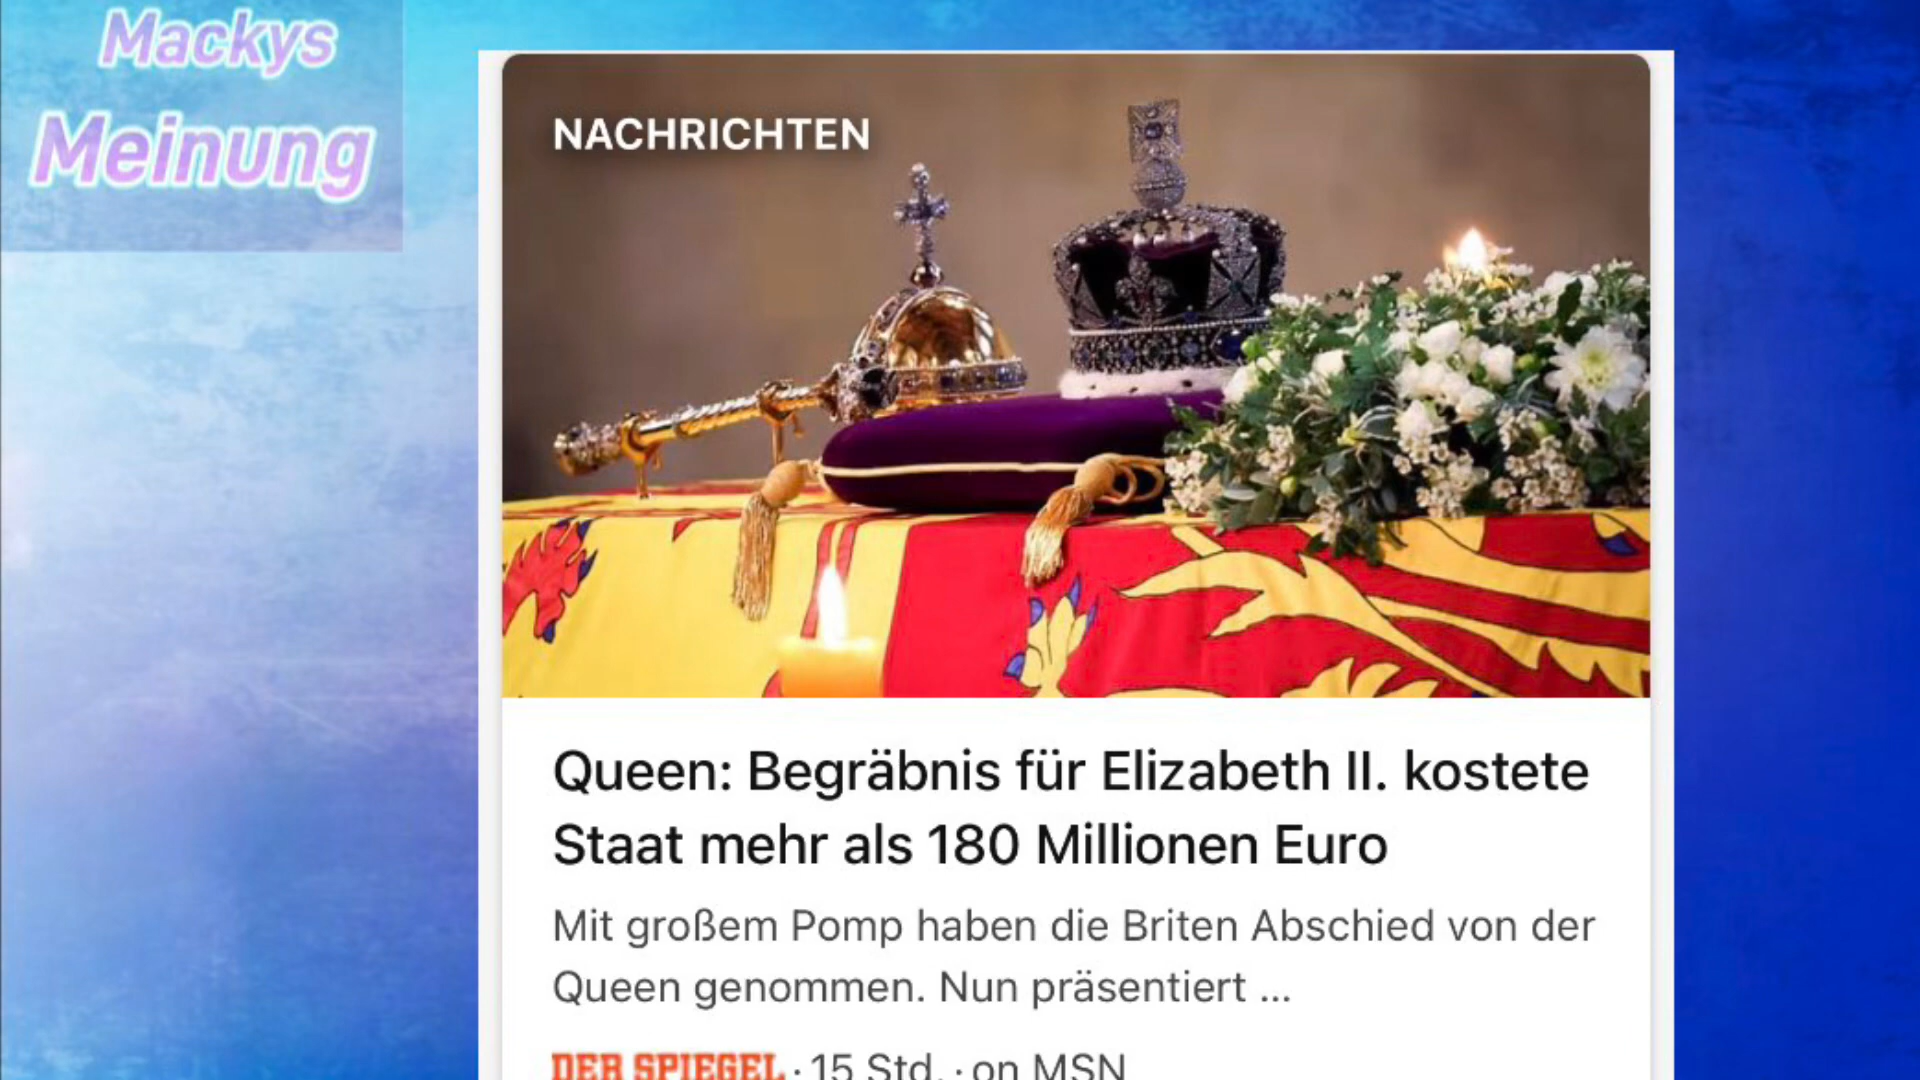 Mackys
Meinung
NACHRICHTEN
Queen: Begräbnis für Elizabeth II. kostete
Staat mehr als 180 Millionen Euro
Mit großem Pomp haben die Briten Abschied von der
Queen genommen. Nun präsentiert ...
DER SPIEGEL · 15 Std. · on MSN